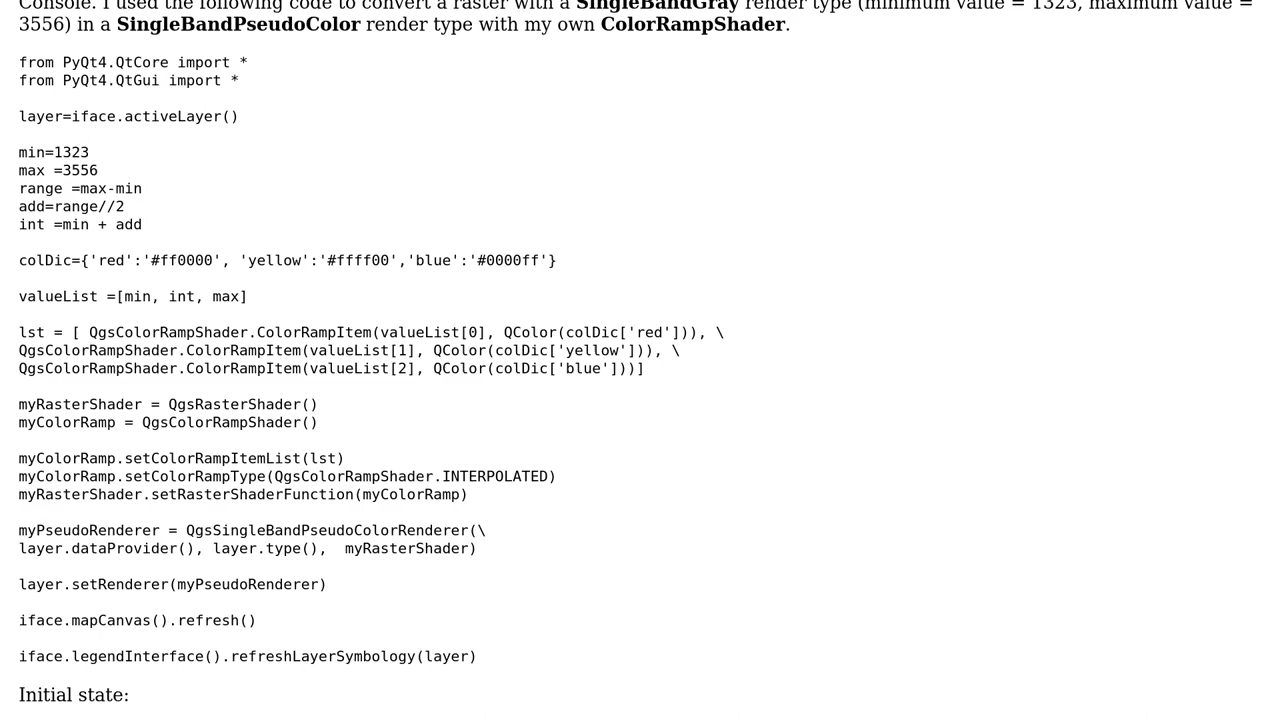 Console. I used the following code to convert a raster with a SingleBandGray render type (minimum value = 1323, maximum value =
3556) in a SingleBandPseudoColor render type with my own ColorRampShader.
from PyQt4.QtCore import *
from PyQt4.QtGui import *
layer=iface.activeLayer()
min=1323
max =3556
range =max-min
add=range//2
int =min + add
colDic={'red':'#ff0000', 'yellow':'#ffff00','blue':'#0000ff'}
valueList =[min, int, max]
lst = [ QgsColorRampShader.ColorRampItem(valueList[0], QColor(colDic['red'])), \
QgsColorRampShader.ColorRampItem(valueList[1], QColor(colDic['yellow'])), \
QgsColorRampShader.ColorRampItem(valueList[2], QColor(colDic['blue']))]
myRasterShader = QgsRasterShader()
myColorRamp = QgsColorRampShader()
myColorRamp.setColorRampItemList(lst)
myColorRamp.setColorRampType(QgsColorRampShader.INTERPOLATED)
myRasterShader.setRasterShaderFunction(myColorRamp)
myPseudoRenderer = QgsSingleBandPseudoColorRenderer(\
layer.dataProvider(), layer.type(),  myRasterShader)
layer.setRenderer(myPseudoRenderer)
iface.mapCanvas().refresh()
iface.legendInterface().refreshLayerSymbology(layer)
Initial state: